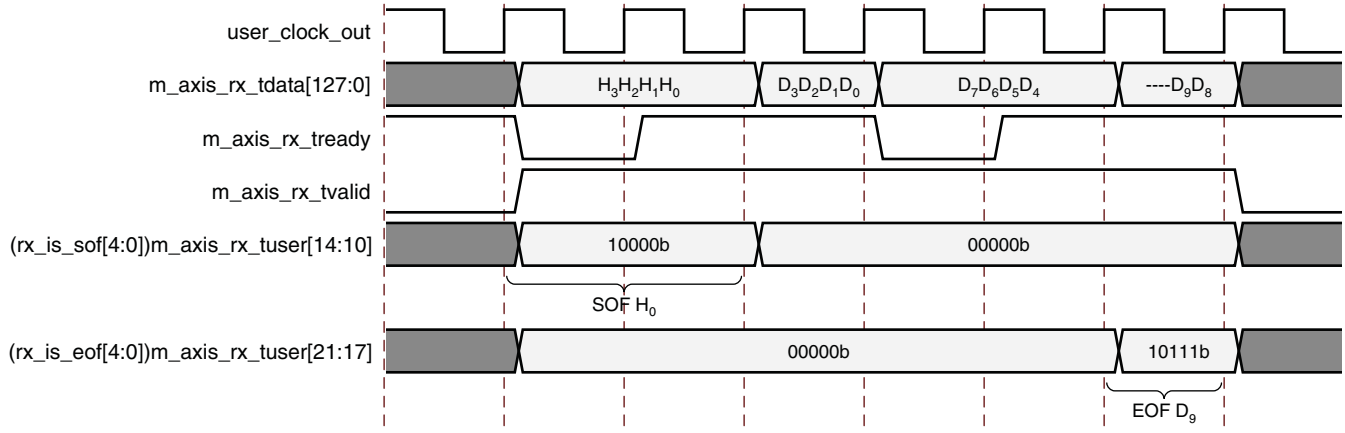 user_clock_out
m_axis_rx_tdata[127:0] H₃H₂H₁H₀ D₃D₂D₁D₀ D₇D₆D₅D₄ ----D₉D₈
m_axis_rx_tready
m_axis_rx_tvalid
(rx_is_sof[4:0])m_axis_rx_tuser[14:10] 10000b 00000b
SOF H₀
(rx_is_eof[4:0])m_axis_rx_tuser[21:17] 00000b 10111b
EOF D₉